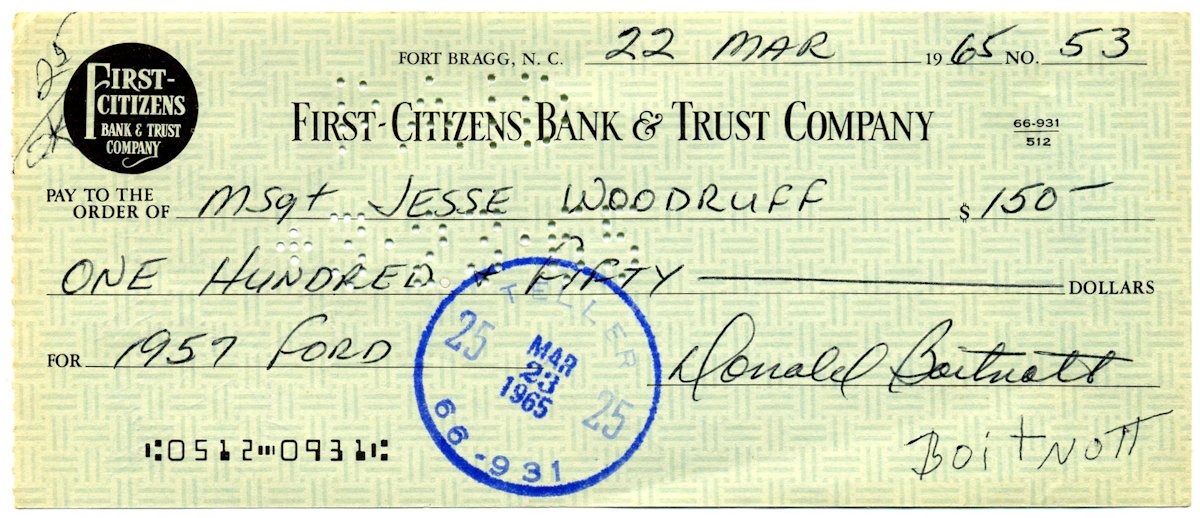 25
OK
FIRST-
CITIZENS
BANK & TRUST
COMPANY
FORT BRAGG, N. C. 22 MAR 1965 NO. 53
FIRST-CITIZENS BANK & TRUST COMPANY
66-931
512
PAY TO THE
ORDER OF MSgt JESSE WOODRUFF $ 150-
ONE HUNDRED + FIFTY DOLLARS
FOR 1957 FORD
Donald Boitnott
TELLER
25
MAR
23
1965
25
66-931
⑆0512⑉0931⑆
BOITNOTT